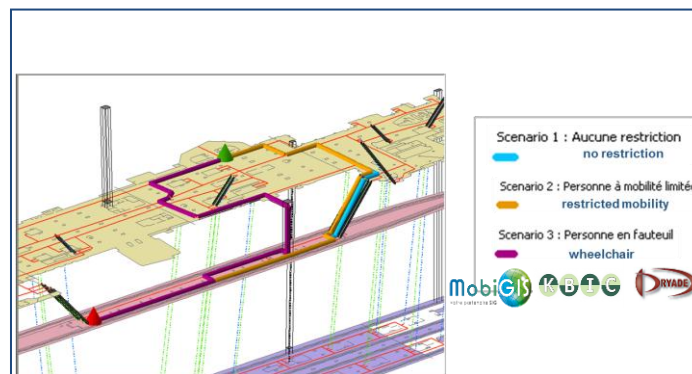 Scenario 1 : Aucune restriction
no restriction
Scenario 2 : Personne à mobilité limitée
restricted mobility
Scenario 3 : Personne en fauteuil
wheelchair
MobiGIS KBTG DRYADE